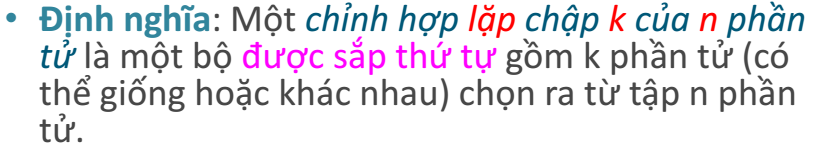 • Định nghĩa: Một chỉnh hợp lặp chập k của n phần
tử là một bộ được sắp thứ tự gồm k phần tử (có
thể giống hoặc khác nhau) chọn ra từ tập n phần
tử.